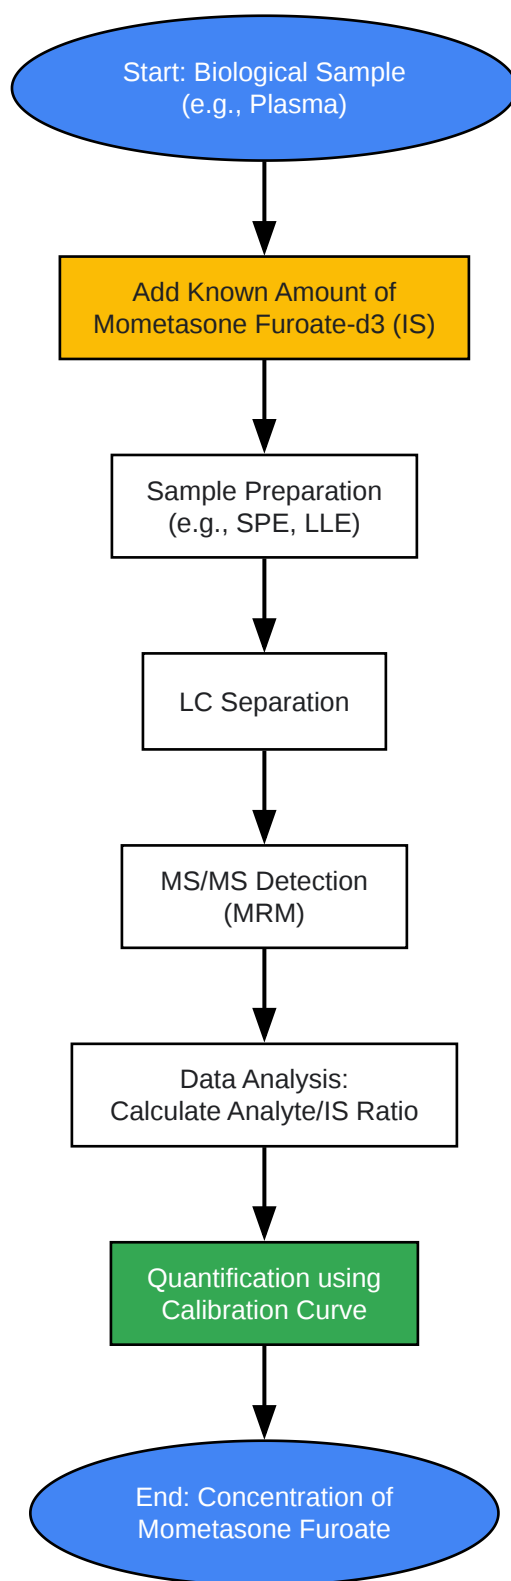 Start: Biological Sample
(e.g., Plasma)
Add Known Amount of
Mometasone Furoate-d3 (IS)
Sample Preparation
(e.g., SPE, LLE)
LC Separation
MS/MS Detection
(MRM)
Data Analysis:
Calculate Analyte/IS Ratio
Quantification using
Calibration Curve
End: Concentration of
Mometasone Furoate